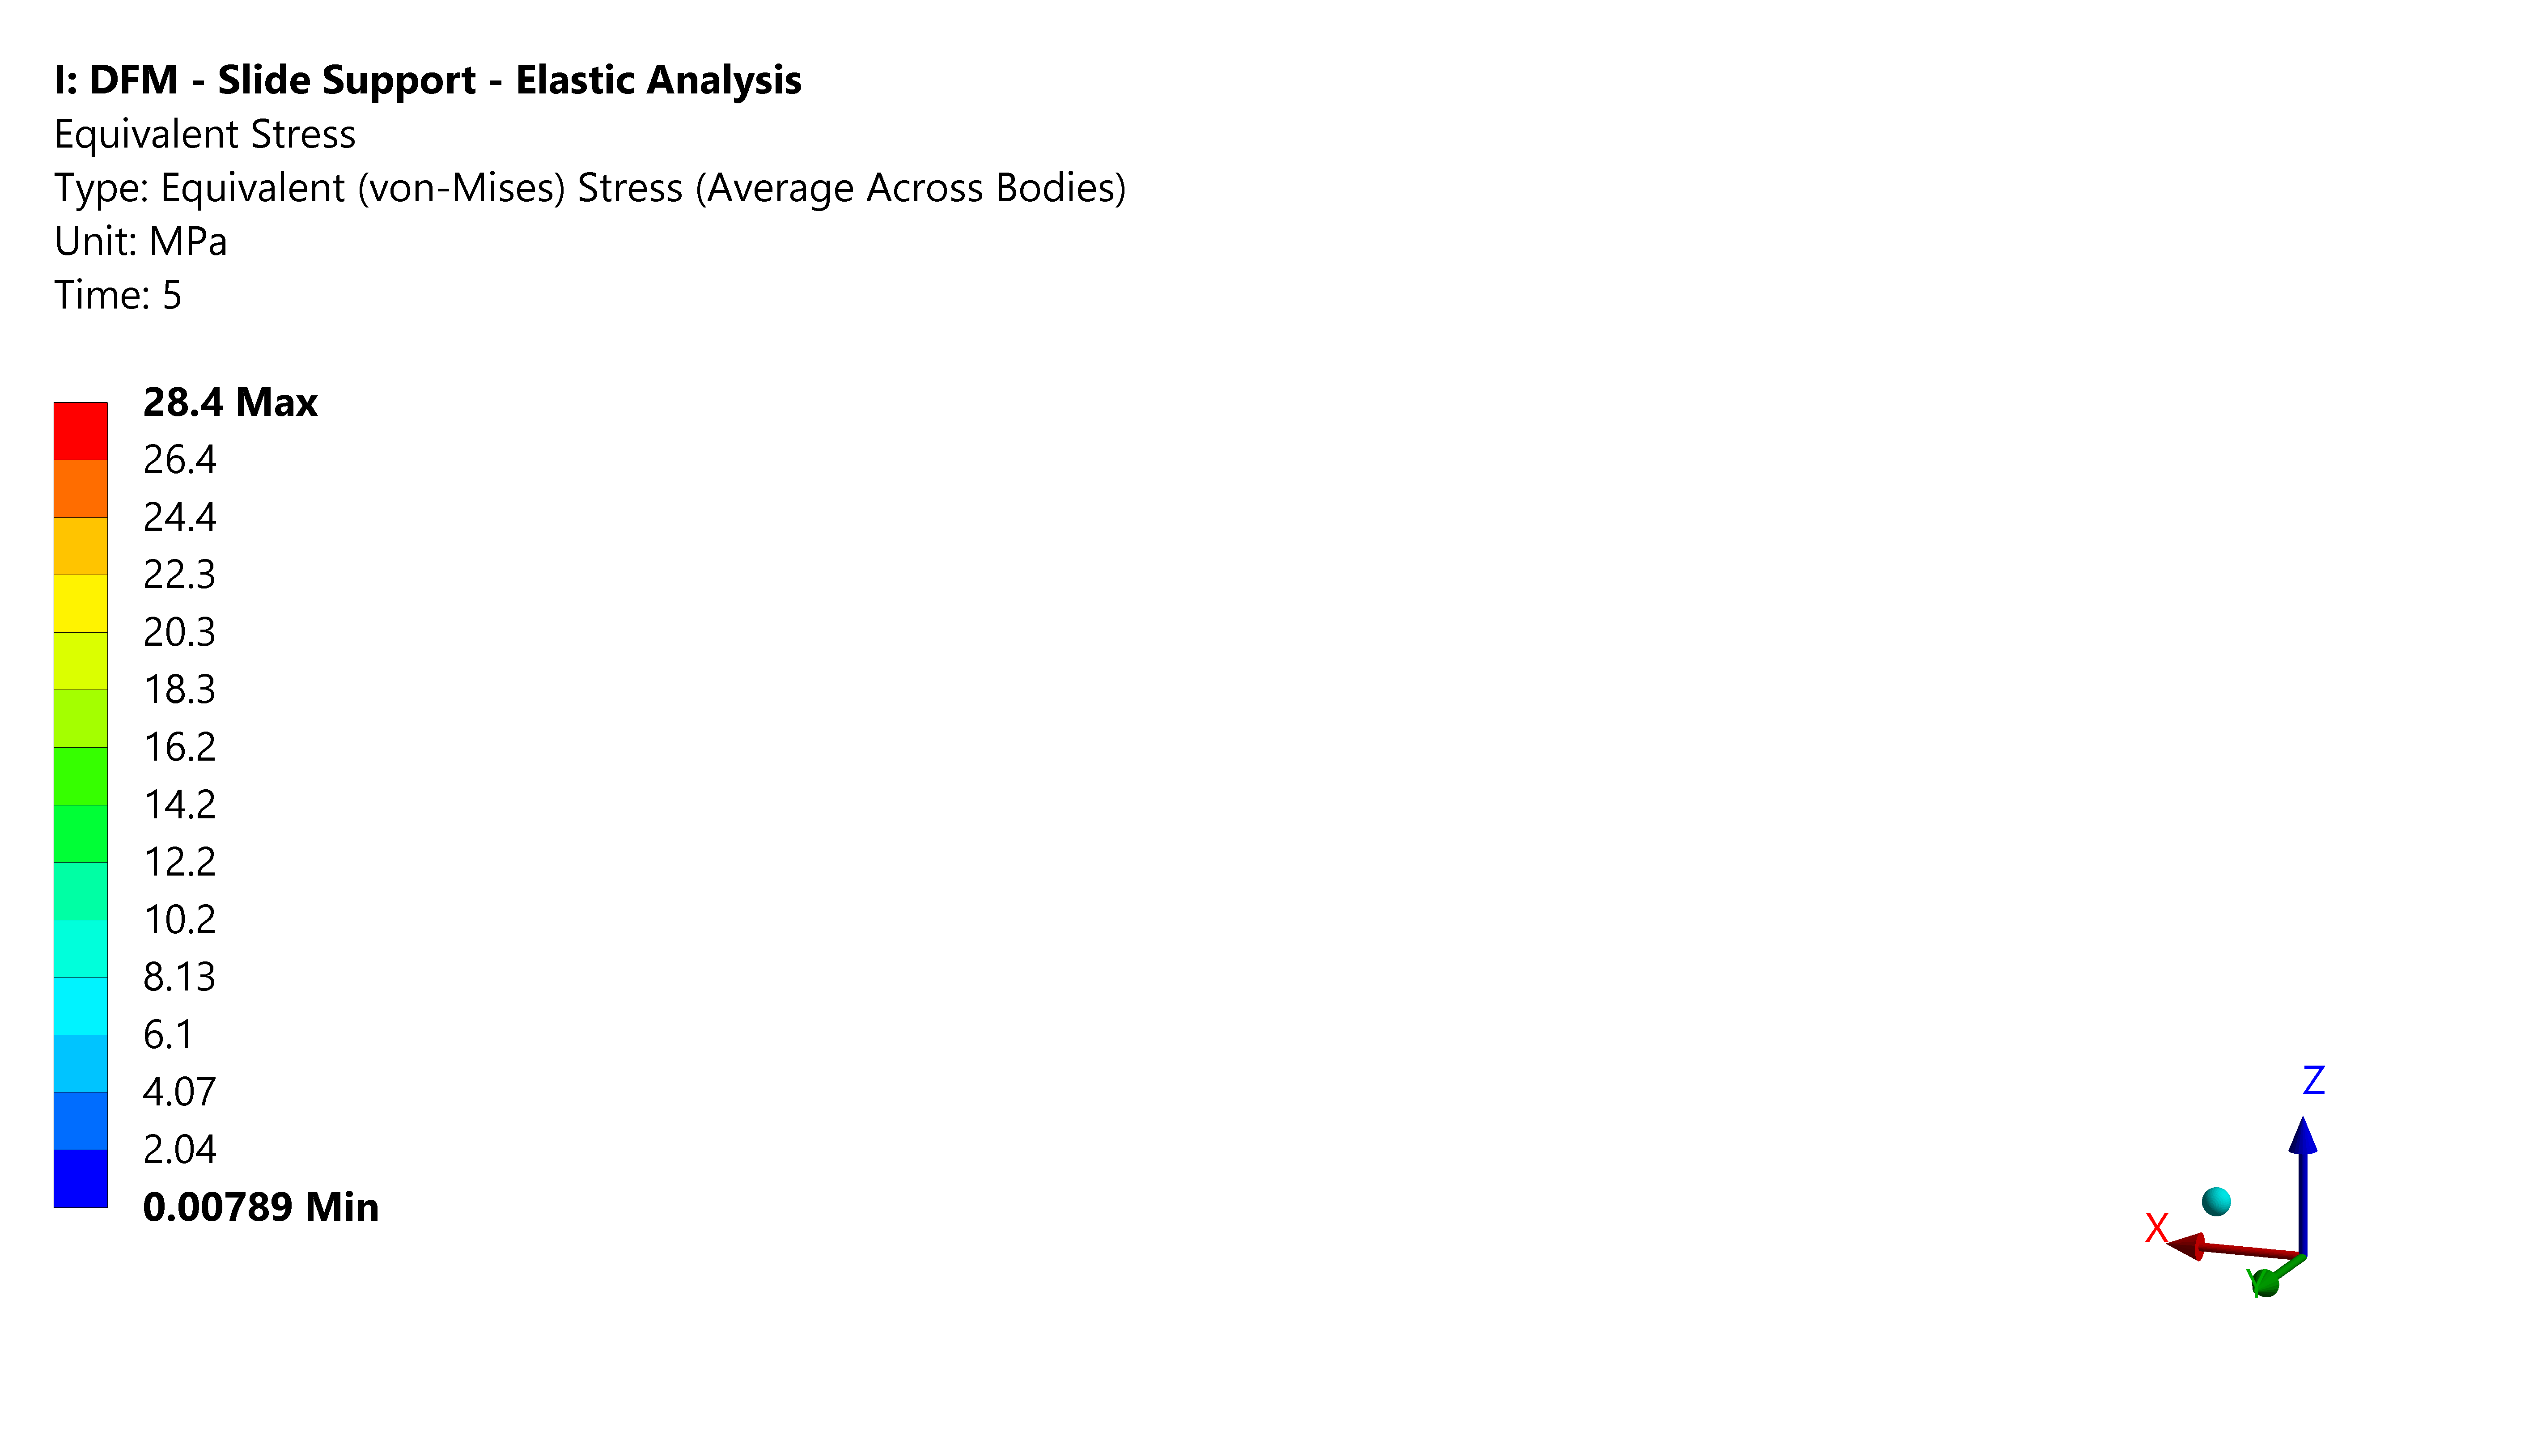 I: DFM - Slide Support - Elastic Analysis
Equivalent Stress
Type: Equivalent (von-Mises) Stress (Average Across Bodies)
Unit: MPa
Time: 5
28.4 Max
26.4
24.4
22.3
20.3
18.3
16.2
14.2
12.2
10.2
8.13
6.1
4.07
2.04
0.00789 Min
Z
X
Y